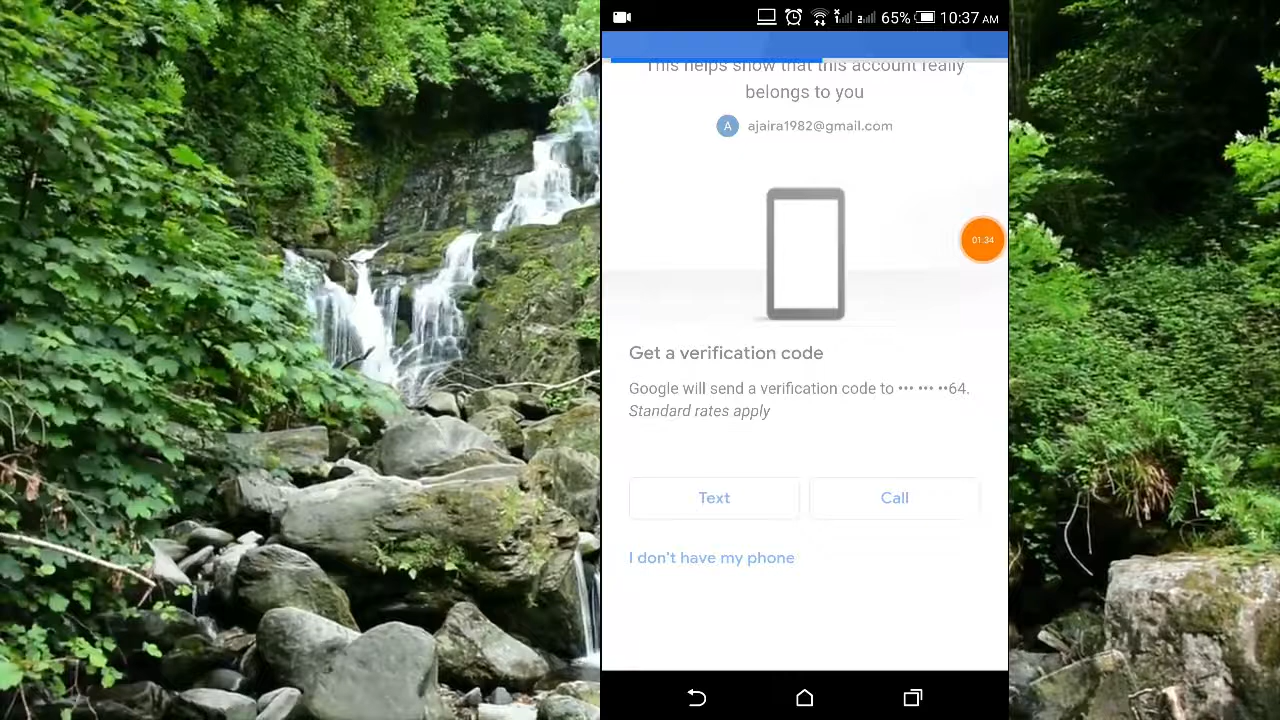 65% 10:37 AM
This helps show that this account really
belongs to you
A ajaira1982@gmail.com
01:34
Get a verification code
Google will send a verification code to ••• ••• ••64.
Standard rates apply
Text Call
I don't have my phone